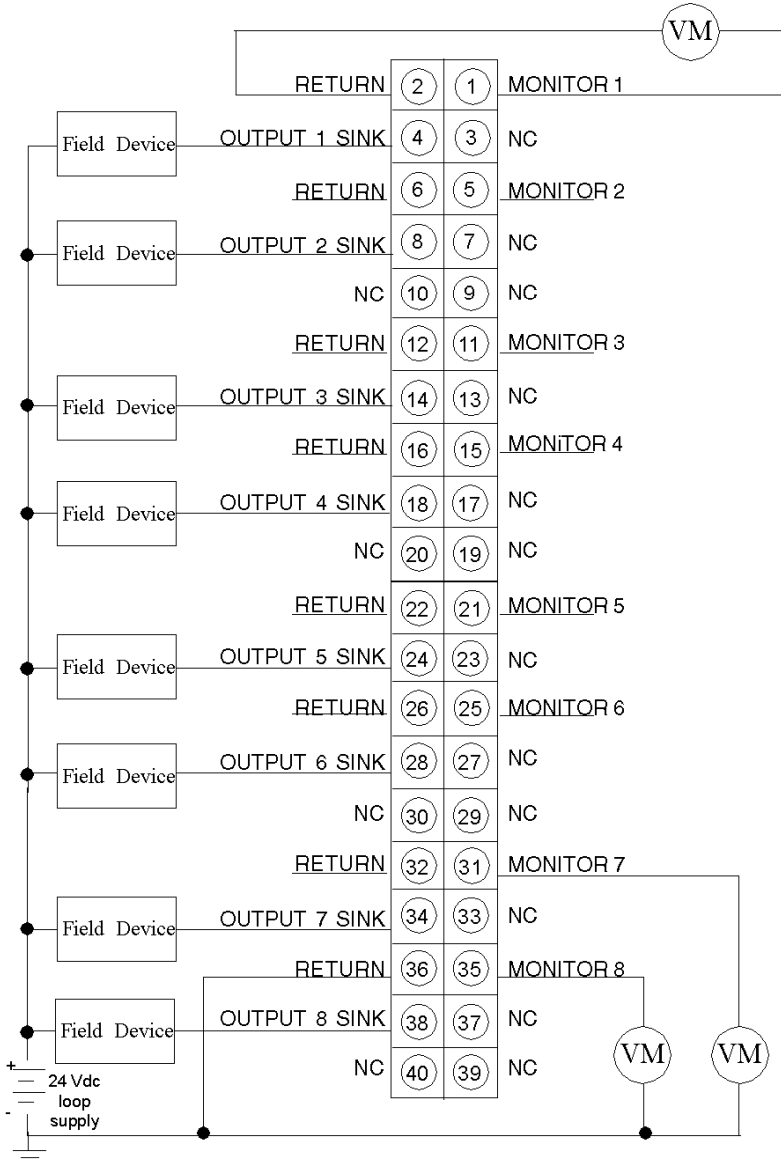 VM
RETURN 2 1 MONITOR 1
Field Device OUTPUT 1 SINK 4 3 NC
RETURN 6 5 MONITOR 2
Field Device OUTPUT 2 SINK 8 7 NC
NC 10 9 NC
RETURN 12 11 MONITOR 3
Field Device OUTPUT 3 SINK 14 13 NC
RETURN 16 15 MONiTOR 4
Field Device OUTPUT 4 SINK 18 17 NC
NC 20 19 NC
RETURN 22 21 MONITOR 5
Field Device OUTPUT 5 SINK 24 23 NC
RETURN 26 25 MONITOR 6
Field Device OUTPUT 6 SINK 28 27 NC
NC 30 29 NC
RETURN 32 31 MONITOR 7
Field Device OUTPUT 7 SINK 34 33 NC
RETURN 36 35 MONITOR 8
Field Device OUTPUT 8 SINK 38 37 NC
VM VM
NC 40 39 NC
+
24 Vdc
loop
supply
-